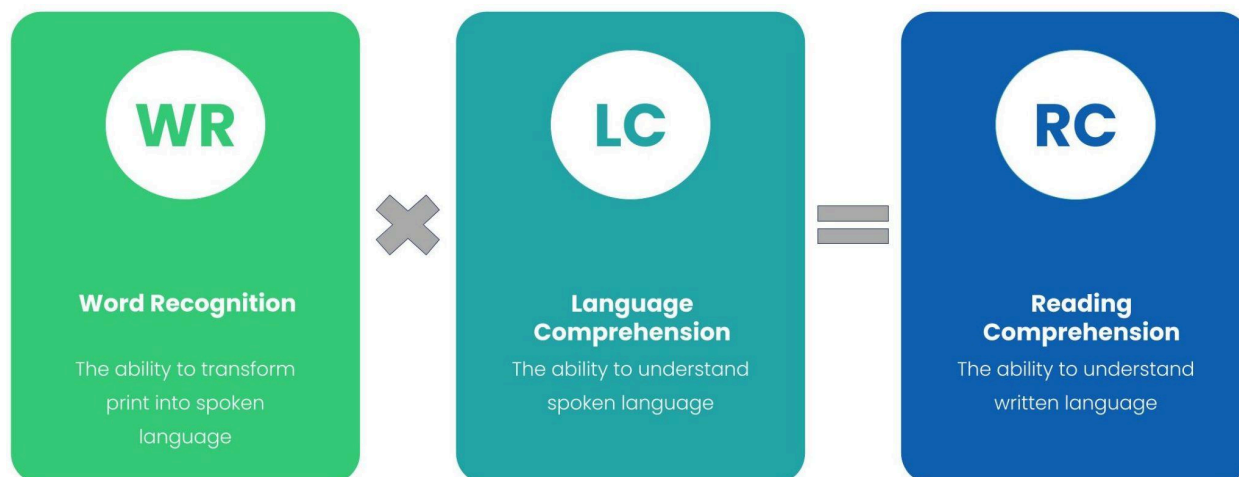 WR
Word Recognition
The ability to transform
print into spoken
language
LC
Language
Comprehension
The ability to understand
spoken language
RC
Reading
Comprehension
The ability to understand
written language